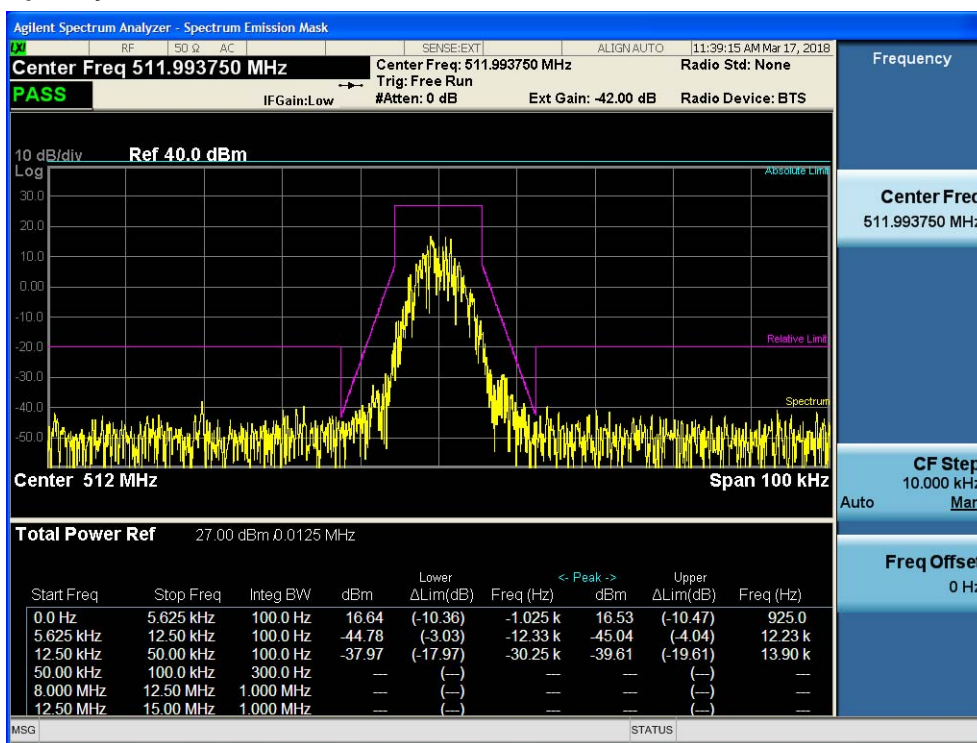 Agilent Spectrum Analyzer - Spectrum Emission Mask
LXI RF 50 Ω AC SENSE:EXT ALIGN AUTO 11:39:15 AM Mar 17, 2018
Center Freq 511.993750 MHz
Center Freq: 511.993750 MHz Radio Std: None
Trig: Free Run
PASS IFGain:Low #Atten: 0 dB Ext Gain: -42.00 dB Radio Device: BTS
10 dB/div Ref 40.0 dBm
Log
Absolute Limit
30.0
20.0
10.0
0.00
-10.0
-20.0
Relative Limit
-30.0
-40.0
Spectrum
-50.0
Center 512 MHz Span 100 kHz
Total Power Ref 27.00 dBm / 0.0125 MHz
Lower <- Peak -> Upper
Start Freq Stop Freq Integ BW dBm ΔLim(dB) Freq (Hz) dBm ΔLim(dB) Freq (Hz)
0.0 Hz 5.625 kHz 100.0 Hz 16.64 (-10.36) -1.025 k 16.53 (-10.47) 925.0
5.625 kHz 12.50 kHz 100.0 Hz -44.78 (-3.03) -12.33 k -45.04 (-4.04) 12.23 k
12.50 kHz 50.00 kHz 100.0 Hz -37.97 (-17.97) -30.25 k -39.61 (-19.61) 13.90 k
50.00 kHz 100.0 kHz 300.0 Hz --- (---) --- --- (---) ---
8.000 MHz 12.50 MHz 1.000 MHz --- (---) --- --- (---) ---
12.50 MHz 15.00 MHz 1.000 MHz --- (---) --- --- (---) ---
MSG STATUS
Frequency
Center Freq
511.993750 MHz
CF Step
10.000 kHz
Auto Man
Freq Offset
0 Hz